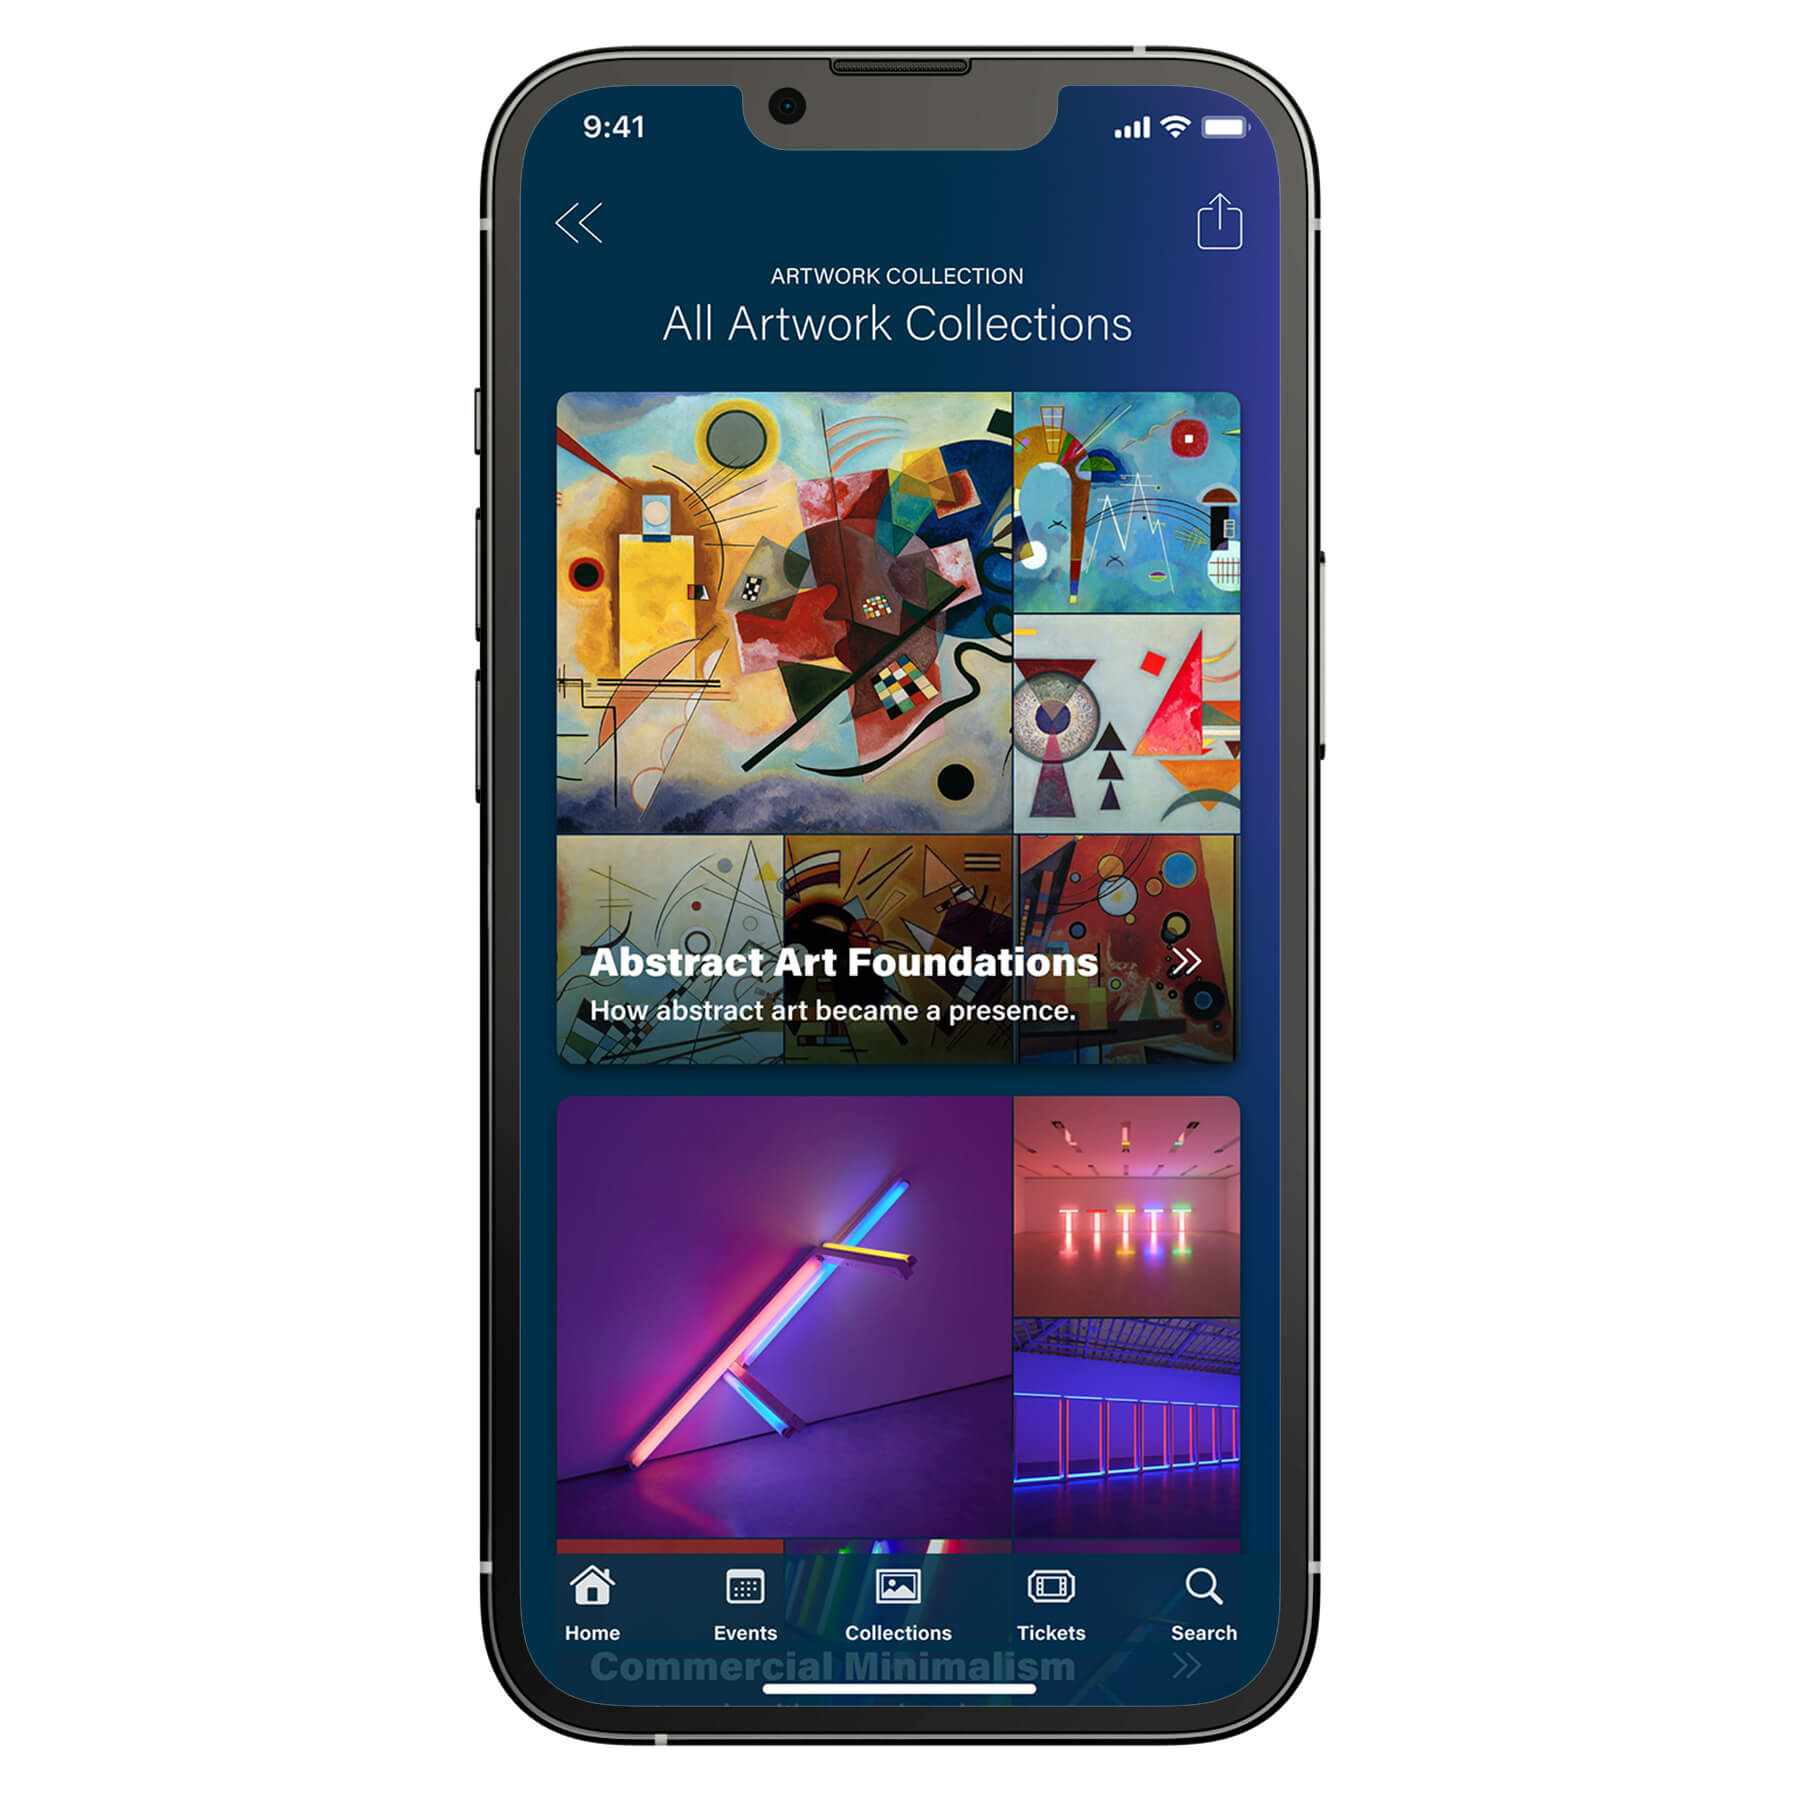 9:41
ARTWORK COLLECTION
All Artwork Collections
Abstract Art Foundations
How abstract art became a presence.
Home Events Collections Tickets Search
Commercial Minimalism